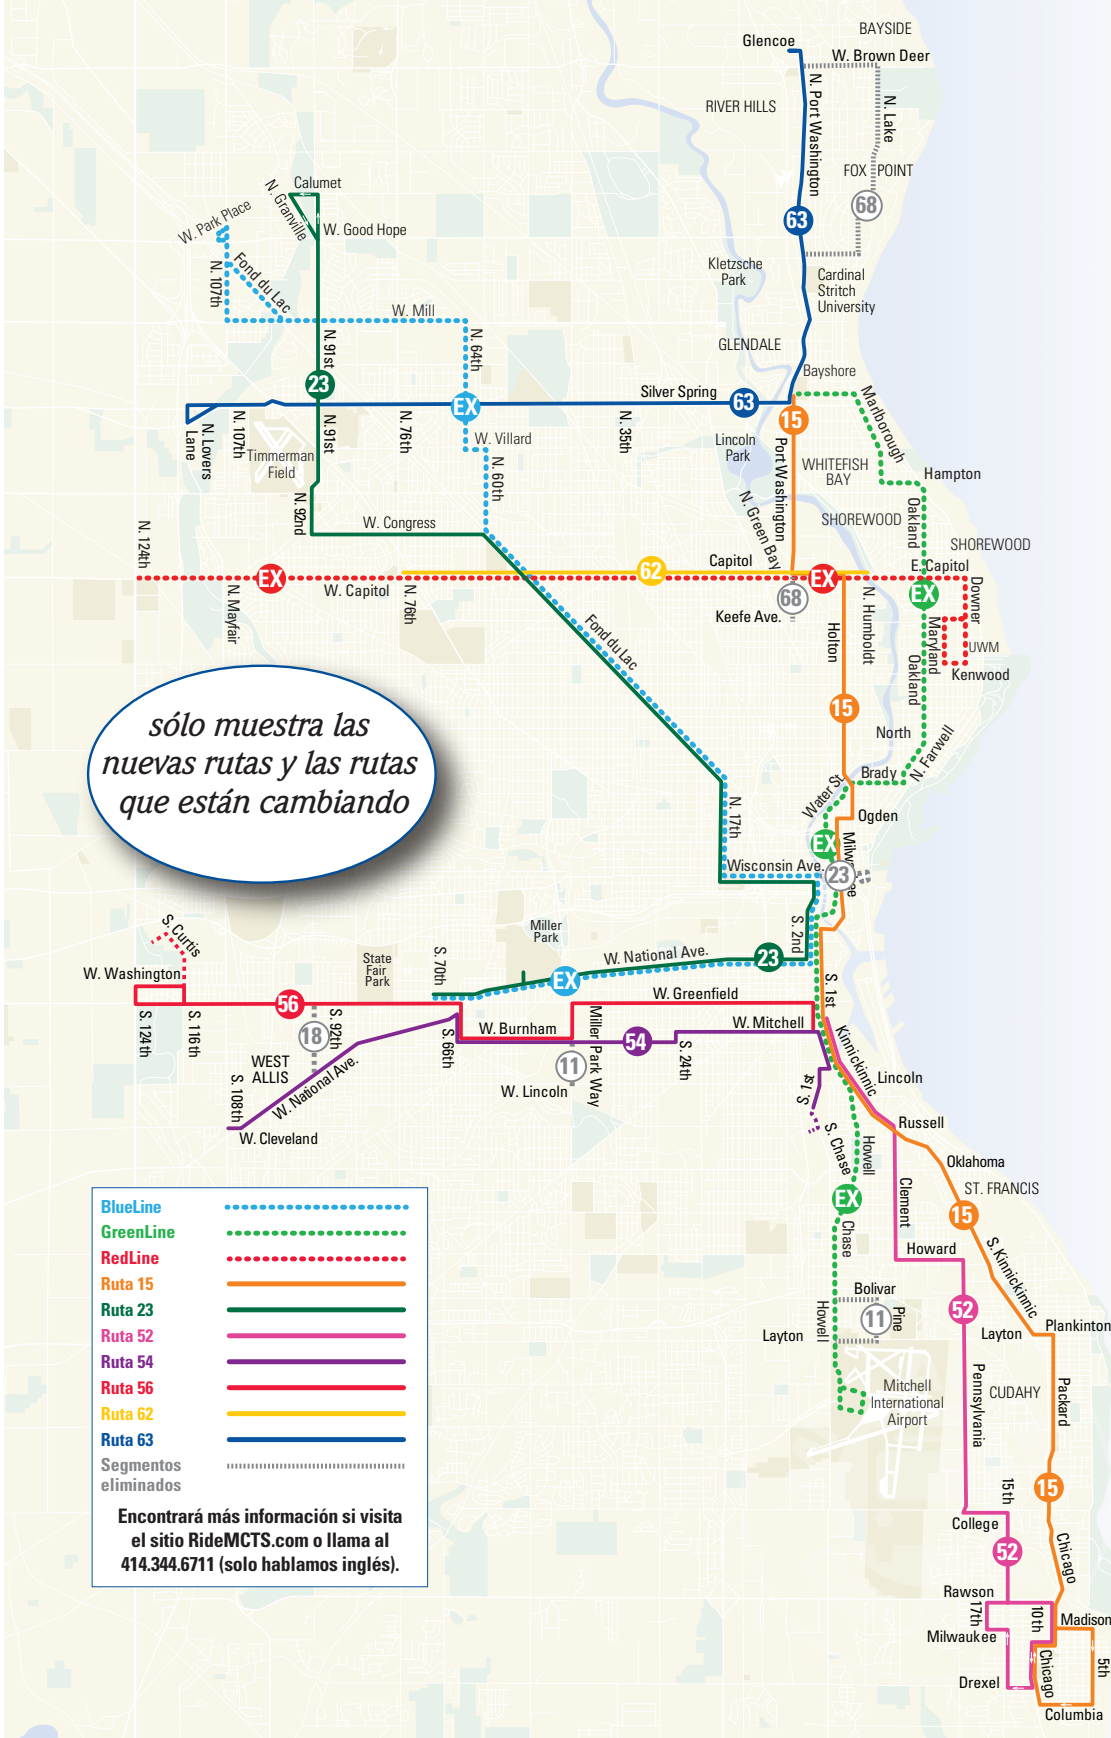 BAYSIDE
Glencoe
W. Brown Deer
N. Port Washington
N. Lake
RIVER HILLS
FOX POINT
68
63
Calumet
N. Granville
W. Good Hope
W. Park Place
Fond du Lac
N. 107th
Kletzsche
Park
Cardinal
Stritch
University
W. Mill
N. 91st
N. 64th
GLENDALE
Bayshore
23
Silver Spring
63
EX
15
Marlborough
N. Lovers
Lane
N. 107th
N. 91st
N. 76th
N. 35th
Timmerman
Field
W. Villard
N. 60th
Lincoln
Park
Port Washington
WHITEFISH
BAY
Hampton
N. 92nd
W. Congress
N. Green Bay
SHOREWOOD
Oakland
SHOREWOOD
N. 124th
EX
W. Capitol
62
Capitol
EX
E. Capitol
N. Mayfair
N. 76th
68
Keefe Ave.
N. Humboldt
EX
Downer
Maryland
UWM
Kenwood
Fond du Lac
Holton
Oakland
15
North
N. Farwell
Brady
sólo muestra las
nuevas rutas y las rutas
que están cambiando
N. 17th
Water St.
Ogden
EX
Milwaukee
Wisconsin Ave.
23
S. Curtis
W. Washington
State
Fair
Park
S. 70th
Miller
Park
W. National Ave.
23
S. 2nd
EX
W. Greenfield
S. 1st
S. 124th
S. 116th
56
18
S. 92th
WEST
ALLIS
S. 66th
W. Burnham
Miller Park Way
54
W. Mitchell
S. 24th
11
W. Lincoln
Kinnickinnic
Lincoln
S. 1st
S. 108th
W. National Ave.
W. Cleveland
S. Chase
Howell
Russell
Oklahoma
ST. FRANCIS
Clement
EX
15
Chase
Howard
S. Kinnickinnic
Bolivar
11
Pine
Howell
Layton
52
Layton
Plankinton
Mitchell
International
Airport
Pennsylvania
CUDAHY
Packard
15th
15
College
52
Chicago
Rawson
17th
10th
Madison
Milwaukee
Chicago
5th
Drexel
Columbia
BlueLine
GreenLine
RedLine
Ruta 15
Ruta 23
Ruta 52
Ruta 54
Ruta 56
Ruta 62
Ruta 63
Segmentos
eliminados
Encontrará más información si visita
el sitio RideMCTS.com o llama al
414.344.6711 (solo hablamos inglés).